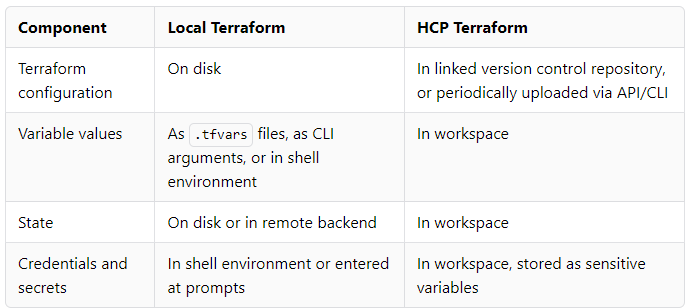 Component Local Terraform HCP Terraform
Terraform
configuration
On disk
In linked version control repository,
or periodically uploaded via API/CLI
Variable values
As .tfvars files, as CLI
arguments, or in shell
environment
In workspace
State
On disk or in remote backend
In workspace
Credentials and
secrets
In shell environment or entered
at prompts
In workspace, stored as sensitive
variables